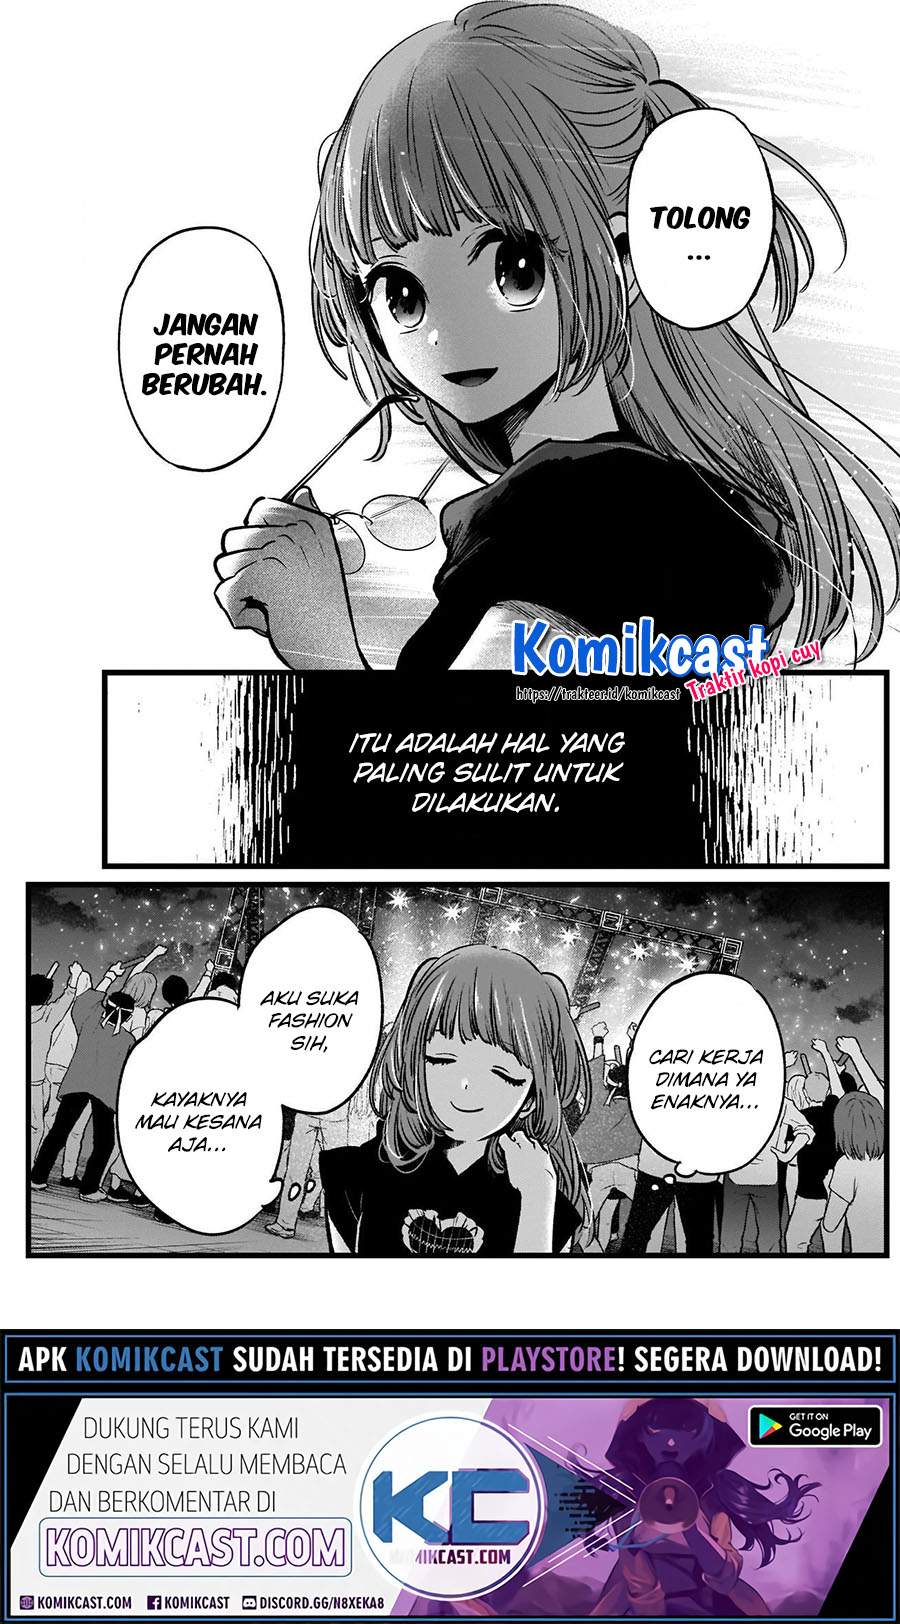 TOLONG
...
JANGAN
PERNAH
BERUBAH.
Komikcast
Traktir kopi cuy
https://trakteer.id/komikcast
ITU ADALAH HAL YANG
PALING SULIT UNTUK
DILAKUKAN.
CARI KERJA
DIMANA YA
ENAKNYA...
AKU SUKA
FASHION
SIH,
KAYAKNYA
MAU KESANA
AJA...
APK KOMIKCAST SUDAH TERSEDIA DI PLAYSTORE! SEGERA DOWNLOAD!
DUKUNG TERUS KAMI
DENGAN SELALU MEMBACA
DAN BERKOMENTAR DI
KOMIKCAST.COM
KC
KOMIKCAST.COM
GET IT ON
Google Play
KOMIKCAST.COM
KOMIKCAST
DISCORD.GG/N8XEKA8